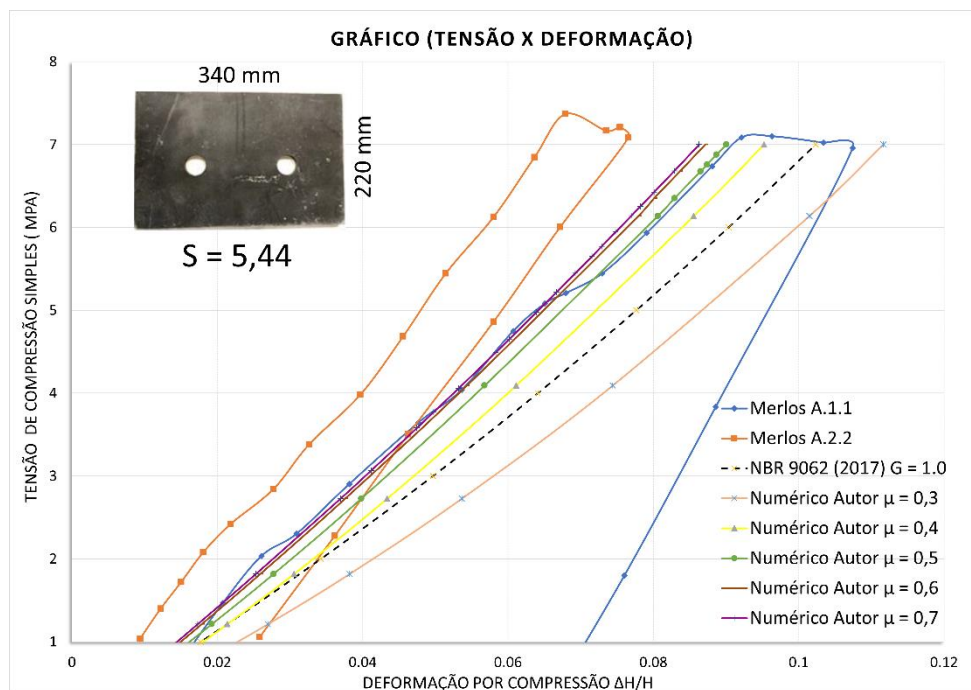 GRÁFICO (TENSÃO X DEFORMAÇÃO)
340 mm
220 mm
S = 5,44
TENSÃO DE COMPRESSÃO SIMPLES ( MPA)
8
7
6
5
4
3
2
1
0
0.02
0.04
0.06
0.08
0.1
0.12
DEFORMAÇÃO POR COMPRESSÃO ΔH/H
Merlos A.1.1
Merlos A.2.2
NBR 9062 (2017) G = 1.0
Numérico Autor μ = 0,3
Numérico Autor μ = 0,4
Numérico Autor μ = 0,5
Numérico Autor μ = 0,6
Numérico Autor μ = 0,7